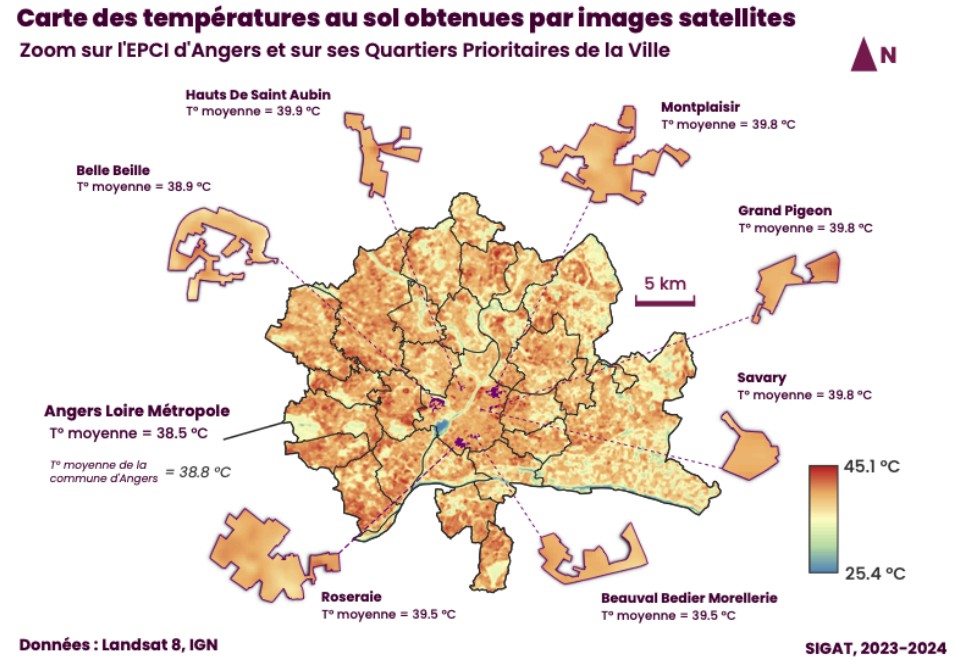 Carte des températures au sol obtenues par images satellites
Zoom sur l'EPCI d'Angers et sur ses Quartiers Prioritaires de la Ville
N
Hauts De Saint Aubin
T° moyenne = 39.9 °C
Montplaisir
T° moyenne = 39.8 °C
Belle Beille
T° moyenne = 38.9 °C
Grand Pigeon
T° moyenne = 39.8 °C
5 km
Savary
T° moyenne = 39.8 °C
Angers Loire Métropole
T° moyenne = 38.5 °C
T° moyenne de la
commune d'Angers = 38.8 °C
45.1 °C
25.4 °C
Roseraie
T° moyenne = 39.5 °C
Beauval Bedier Morellerie
T° moyenne = 39.5 °C
Données : Landsat 8, IGN
SIGAT, 2023-2024